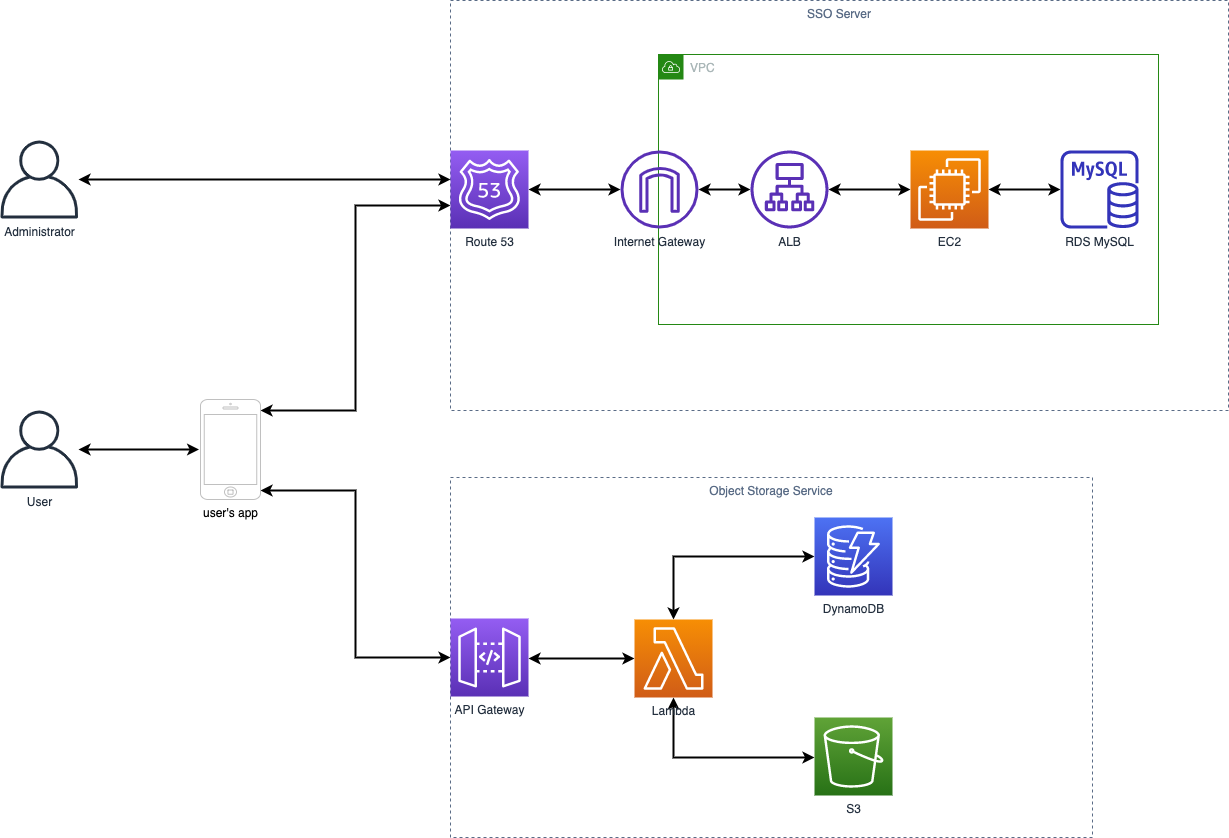 SSO Server
VPC
53
MySQL
Administrator
Route 53
Internet Gateway
ALB
EC2
RDS MySQL
User
user's app
Object Storage Service
DynamoDB
</>
API Gateway
Lambda
S3